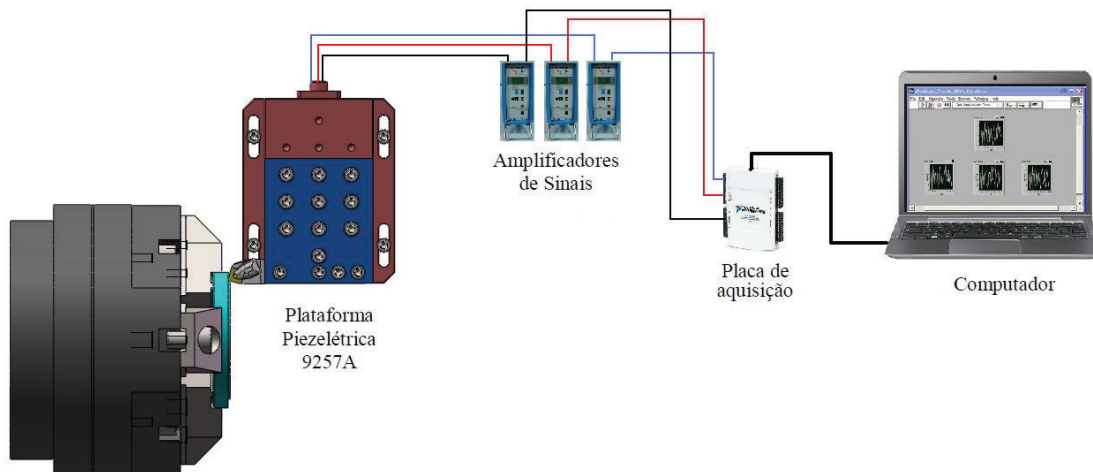 Amplificadores
de Sinais
Plataforma
Piezelétrica
9257A
Placa de
aquisição
Computador